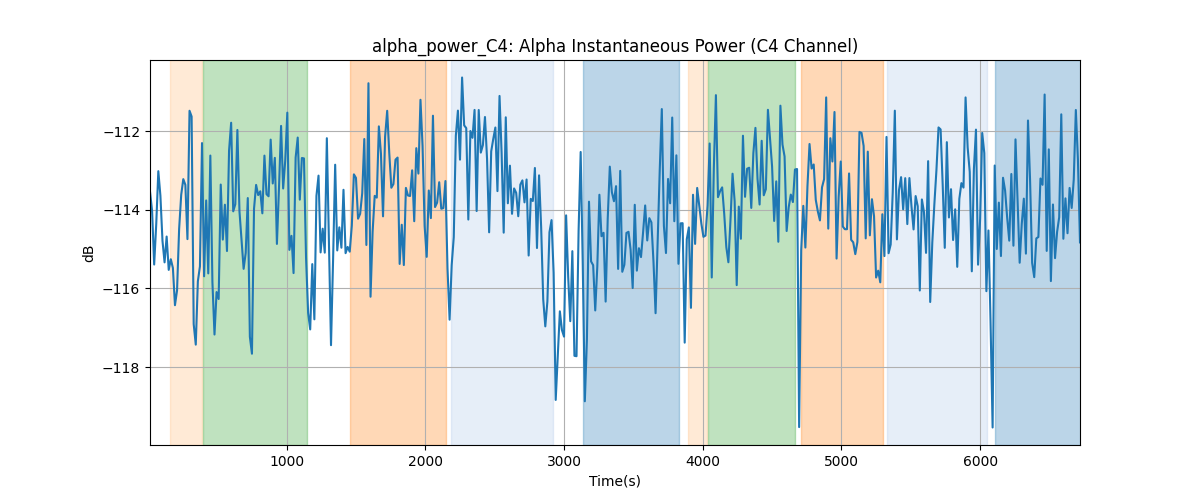 alpha_power_C4: Alpha Instantaneous Power (C4 Channel)
dB
−112
−114
−116
−118
1000 2000 3000 4000 5000 6000
Time(s)